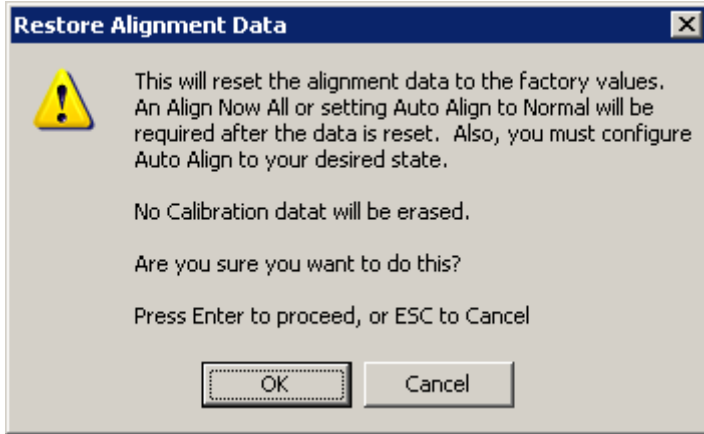 Restore Alignment Data
This will reset the alignment data to the factory values.
An Align Now All or setting Auto Align to Normal will be
required after the data is reset.  Also, you must configure
Auto Align to your desired state.
No Calibration datat will be erased.
Are you sure you want to do this?
Press Enter to proceed, or ESC to Cancel
OK
Cancel